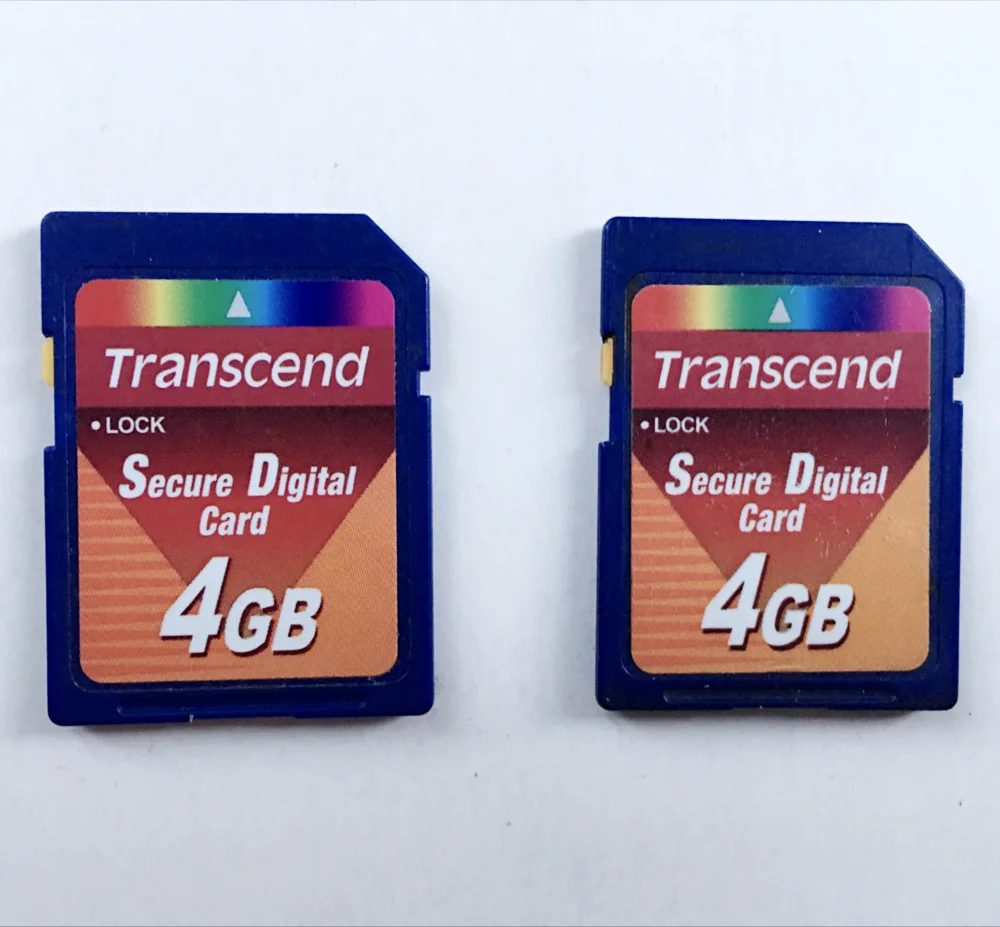 Transcend
• LOCK
Secure Digital
Card
4GB
Transcend
• LOCK
Secure Digital
Card
4GB